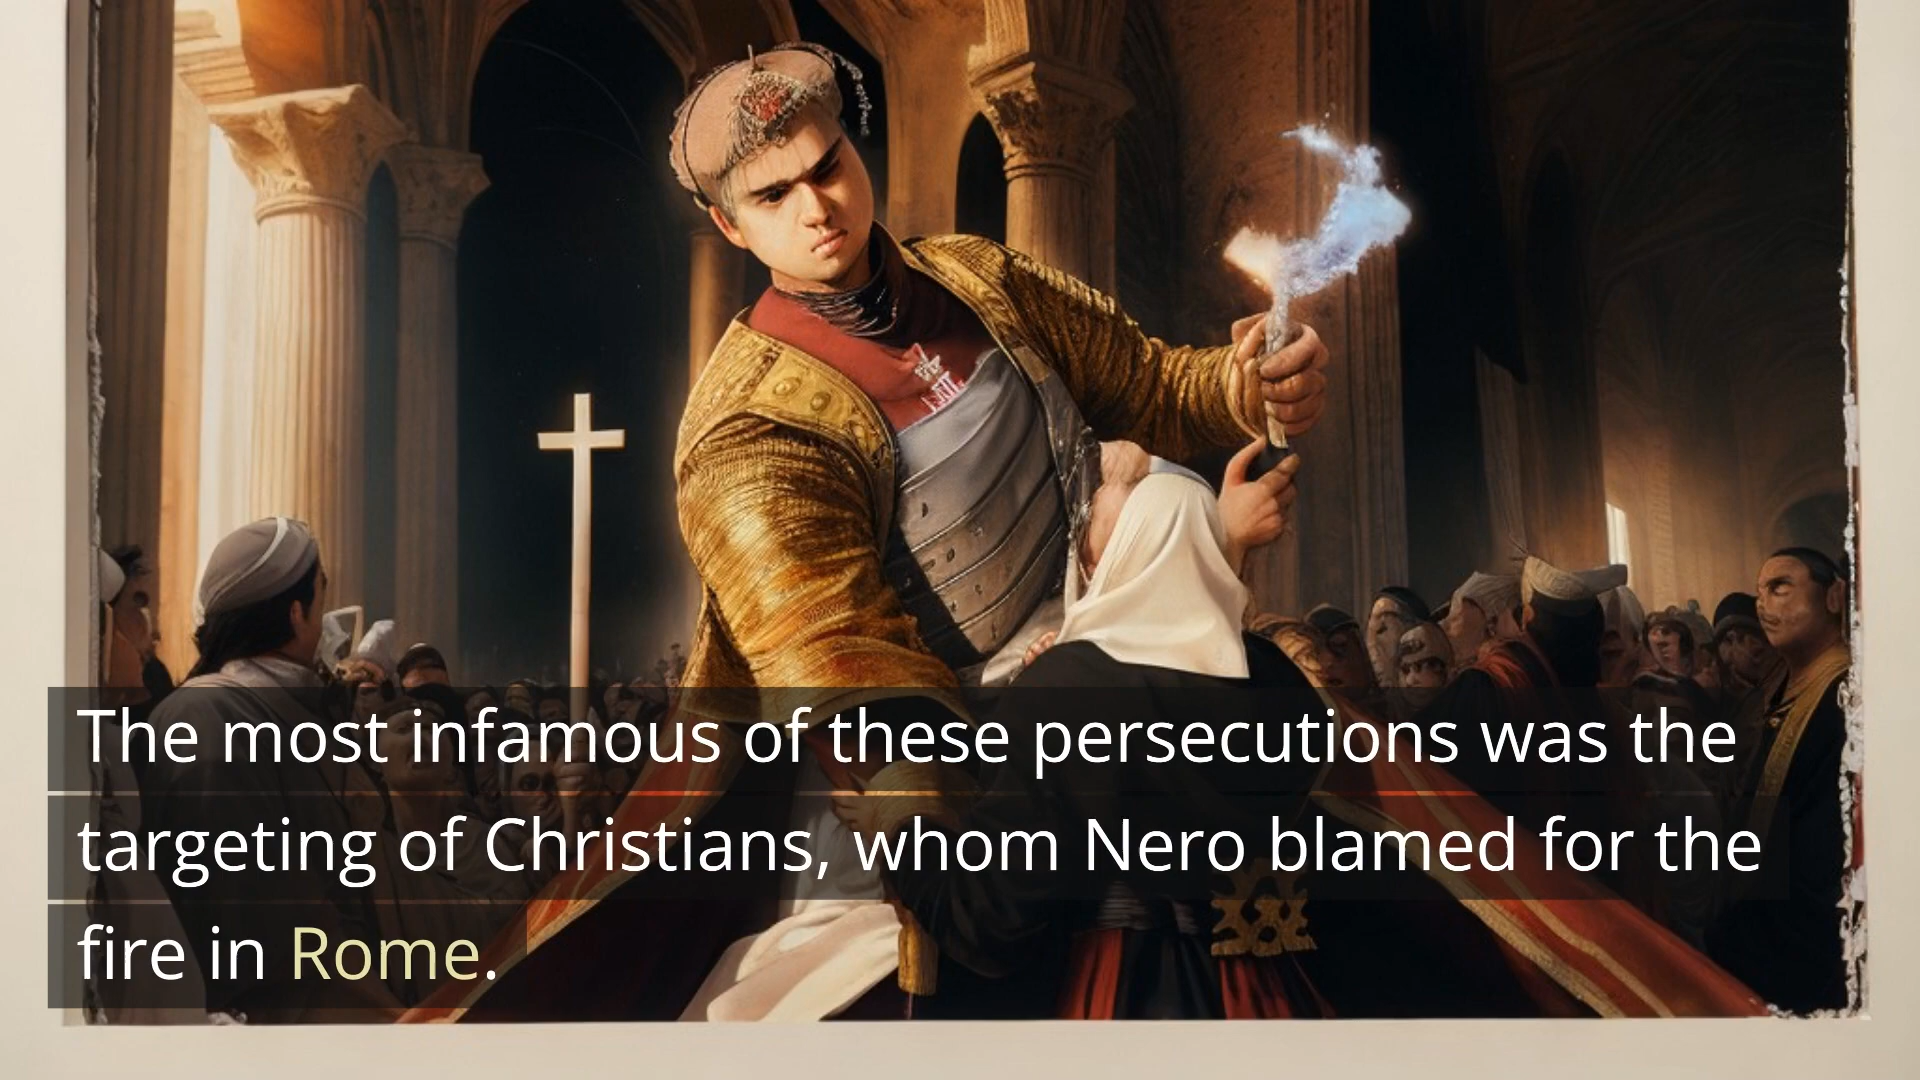 The most infamous of these persecutions was the
targeting of Christians, whom Nero blamed for the
fire in Rome.